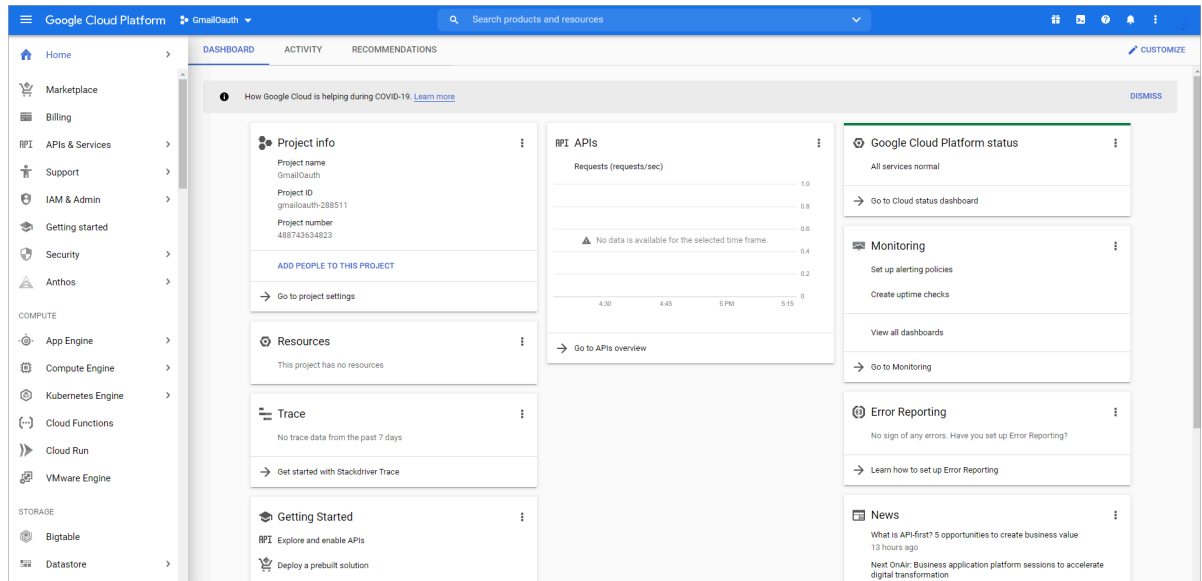 Google Cloud Platform
GmailOauth
Search products and resources
Home
Marketplace
Billing
API APIs & Services
Support
IAM & Admin
Getting started
Security
Anthos
COMPUTE
App Engine
Compute Engine
Kubernetes Engine
Cloud Functions
Cloud Run
VMware Engine
STORAGE
Bigtable
Datastore
DASHBOARD
ACTIVITY
RECOMMENDATIONS
CUSTOMIZE
How Google Cloud is helping during COVID-19. Learn more
DISMISS
Project info
Project name
GmailOauth
Project ID
gmailoauth-288511
Project number
488743634823
ADD PEOPLE TO THIS PROJECT
Go to project settings
Resources
This project has no resources
Trace
No trace data from the past 7 days
Get started with Stackdriver Trace
Getting Started
API Explore and enable APIs
Deploy a prebuilt solution
API APIs
Requests (requests/sec)
1.0
0.8
0.6
No data is available for the selected time frame.
0.4
0.2
0
4:30 4:45 5 PM 5:15
Go to APIs overview
Google Cloud Platform status
All services normal
Go to Cloud status dashboard
Monitoring
Set up alerting policies
Create uptime checks
View all dashboards
Go to Monitoring
Error Reporting
No sign of any errors. Have you set up Error Reporting?
Learn how to set up Error Reporting
News
What is API-first? 5 opportunities to create business value
13 hours ago
Next OnAir: Business application platform sessions to accelerate
digital transformation